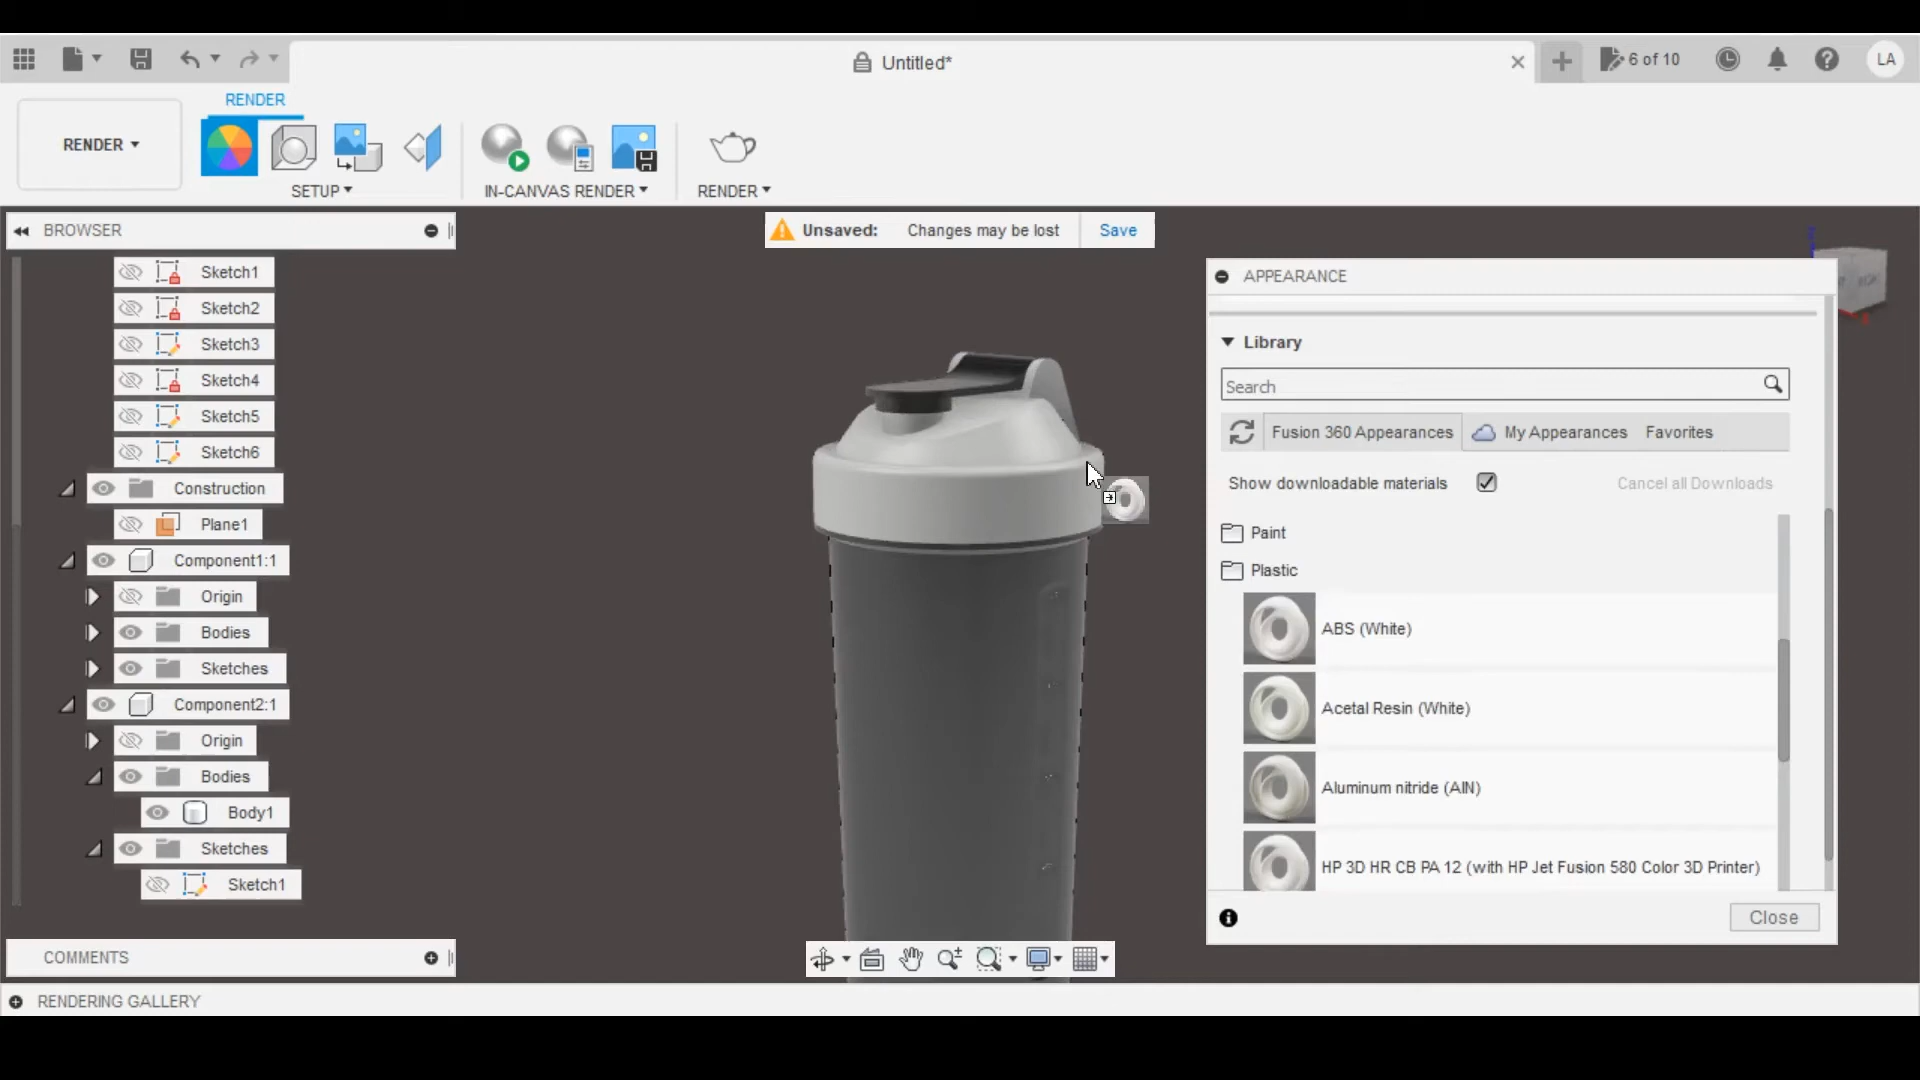 Untitled*
6 of 10
LA
RENDER
RENDER
SETUP
IN-CANVAS RENDER
RENDER
BROWSER
Unsaved: Changes may be lost Save
Sketch1
Sketch2
Sketch3
Sketch4
Sketch5
Sketch6
Construction
Plane1
Component1:1
Origin
Bodies
Sketches
Component2:1
Origin
Bodies
Body1
Sketches
Sketch1
COMMENTS
RENDERING GALLERY
APPEARANCE
Library
Search
Fusion 360 Appearances My Appearances Favorites
Show downloadable materials Cancel all Downloads
Paint
Plastic
ABS (White)
Acetal Resin (White)
Aluminum nitride (AlN)
HP 3D HR CB PA 12 (with HP Jet Fusion 580 Color 3D Printer)
Close